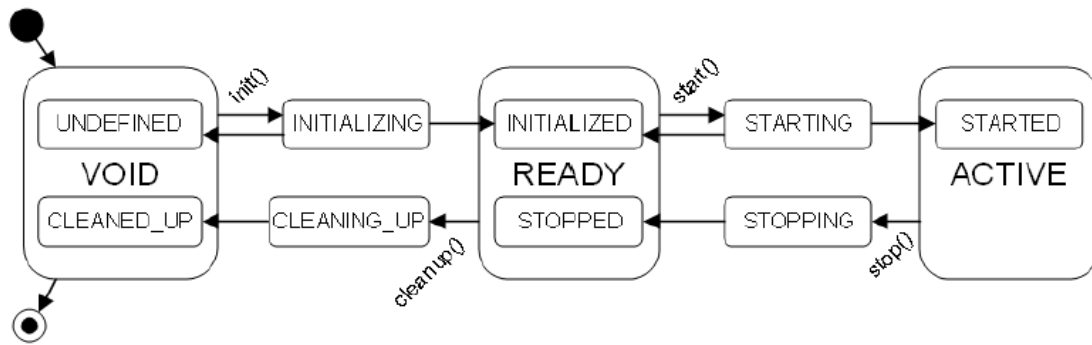 init()
start()
UNDEFINED
INITIALIZING
INITIALIZED
STARTING
STARTED
VOID
READY
ACTIVE
CLEANED_UP
CLEANING_UP
STOPPED
STOPPING
cleanup()
stop()